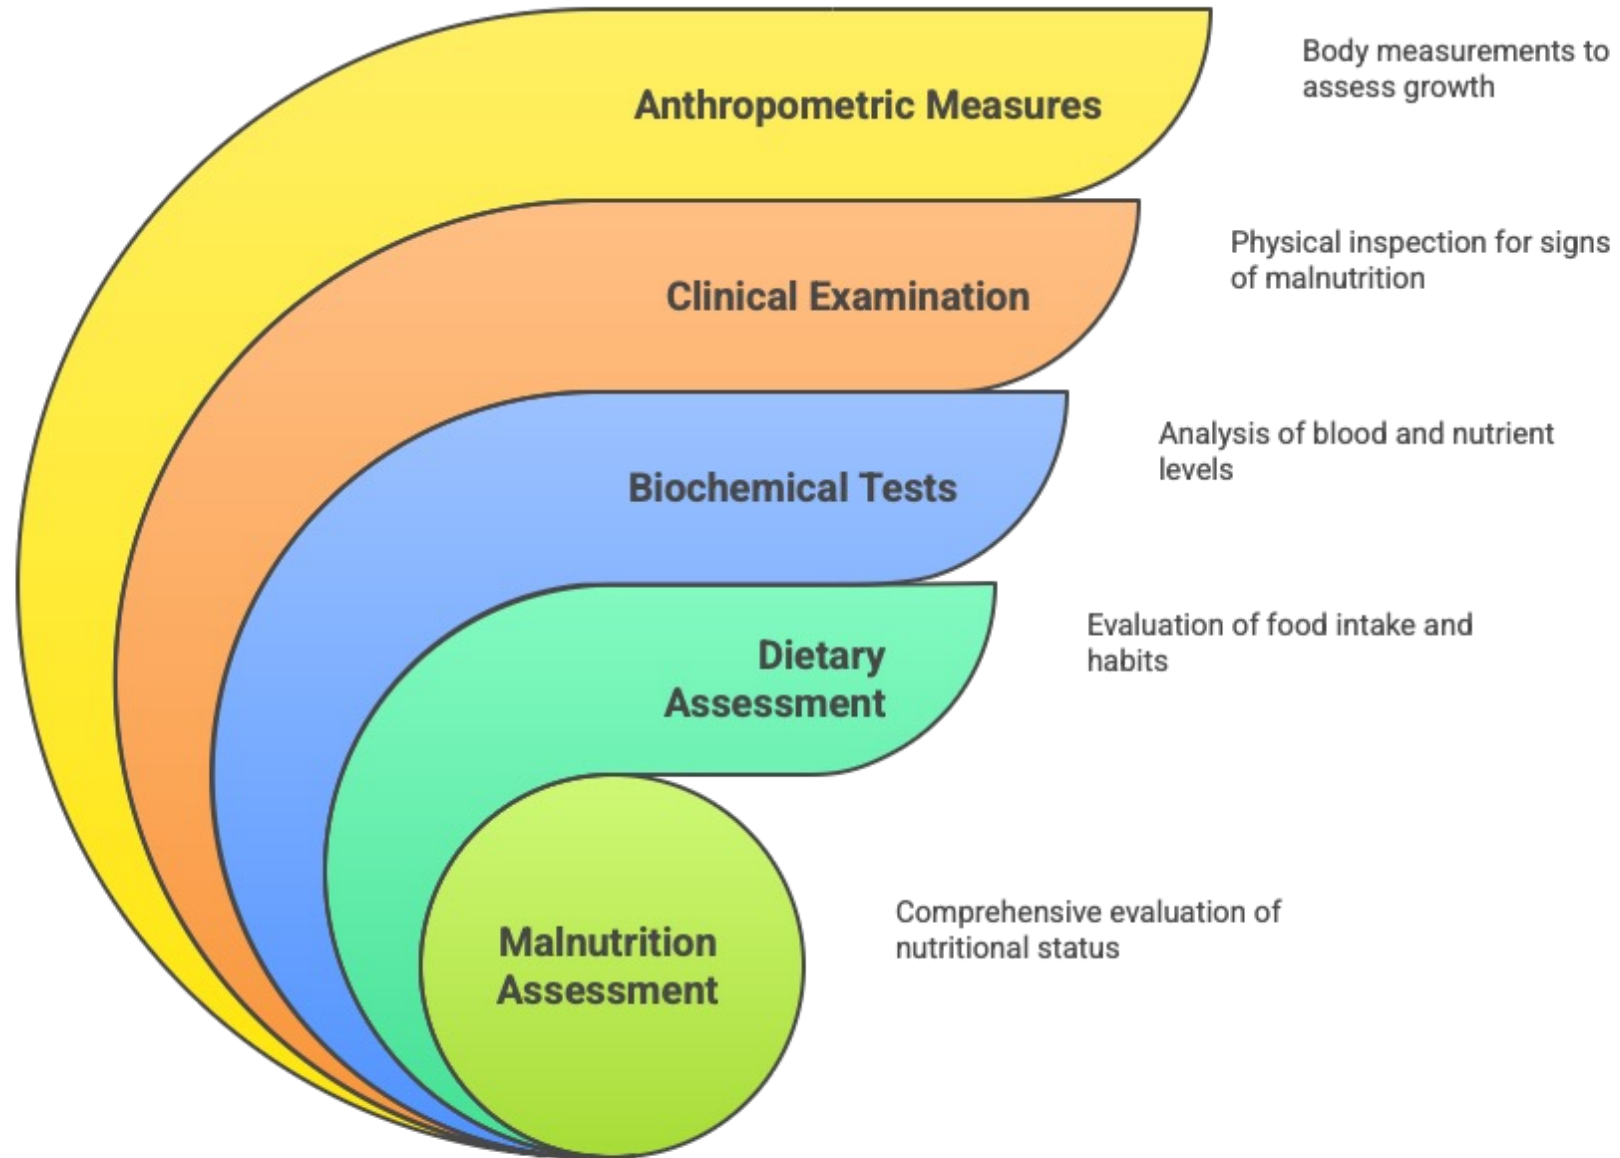 Anthropometric Measures
Body measurements to
assess growth
Clinical Examination
Physical inspection for signs
of malnutrition
Biochemical Tests
Analysis of blood and nutrient
levels
Dietary
Assessment
Evaluation of food intake and
habits
Malnutrition
Assessment
Comprehensive evaluation of
nutritional status